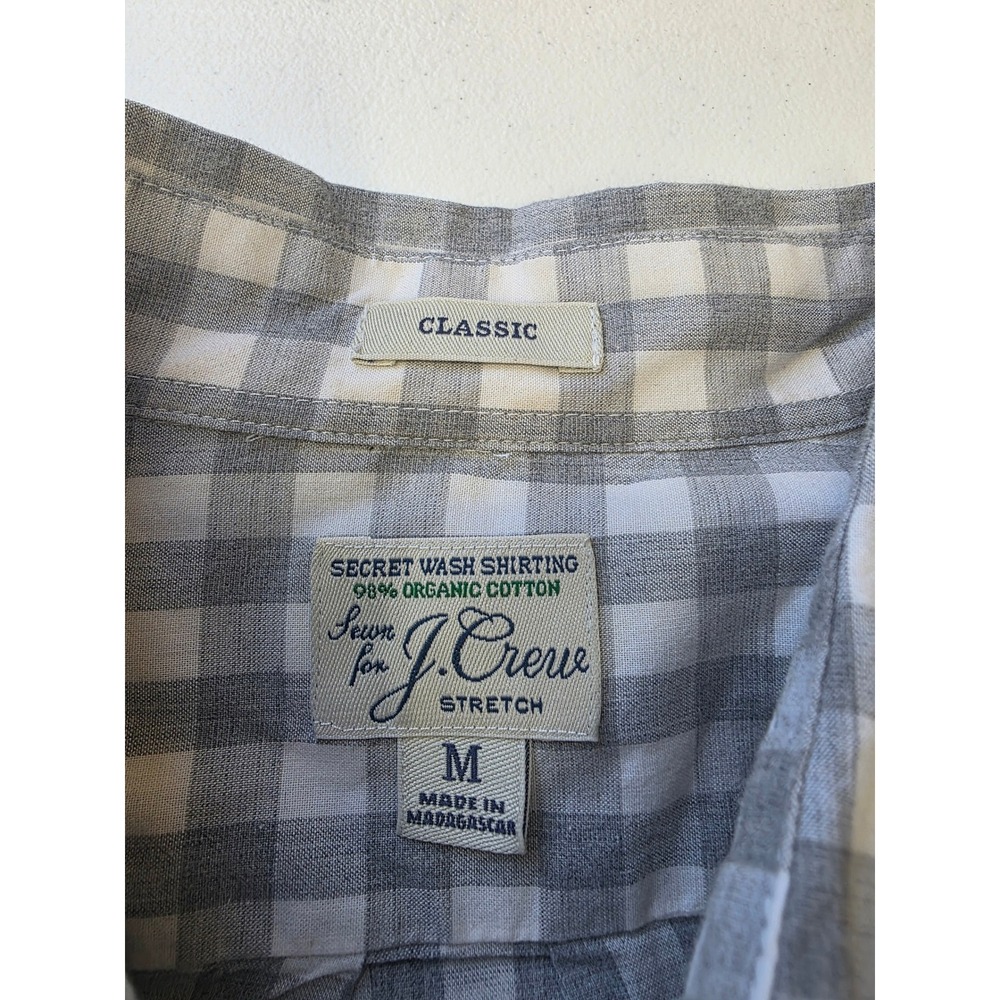 CLASSIC
SECRET WASH SHIRTING
98% ORGANIC COTTON
Sewn
for J.Crew
STRETCH
M
MADE IN
MADAGASCAR